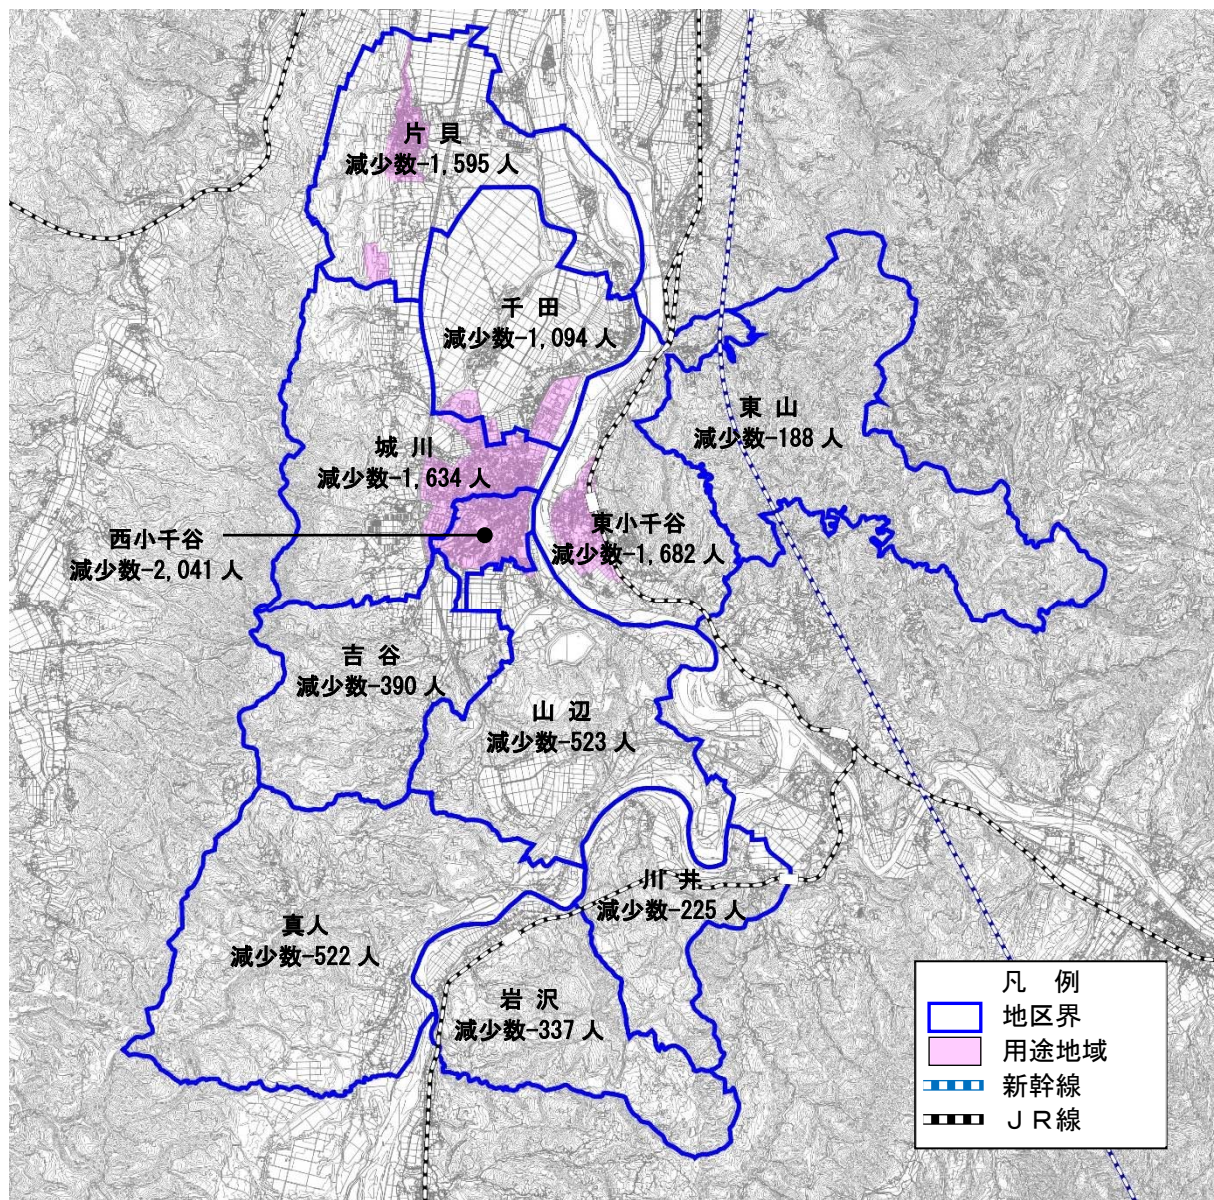 片 貝
減少数-1,595 人
千 田
減少数-1,094 人
東 山
減少数-188 人
城 川
減少数-1,634 人
東小千谷
減少数-1,682 人
西小千谷
減少数-2,041 人
吉 谷
減少数-390 人
山 辺
減少数-523 人
川 井
減少数-225 人
真人
減少数-522 人
岩 沢
減少数-337 人
凡 例
地区界
用途地域
新幹線
ＪＲ線